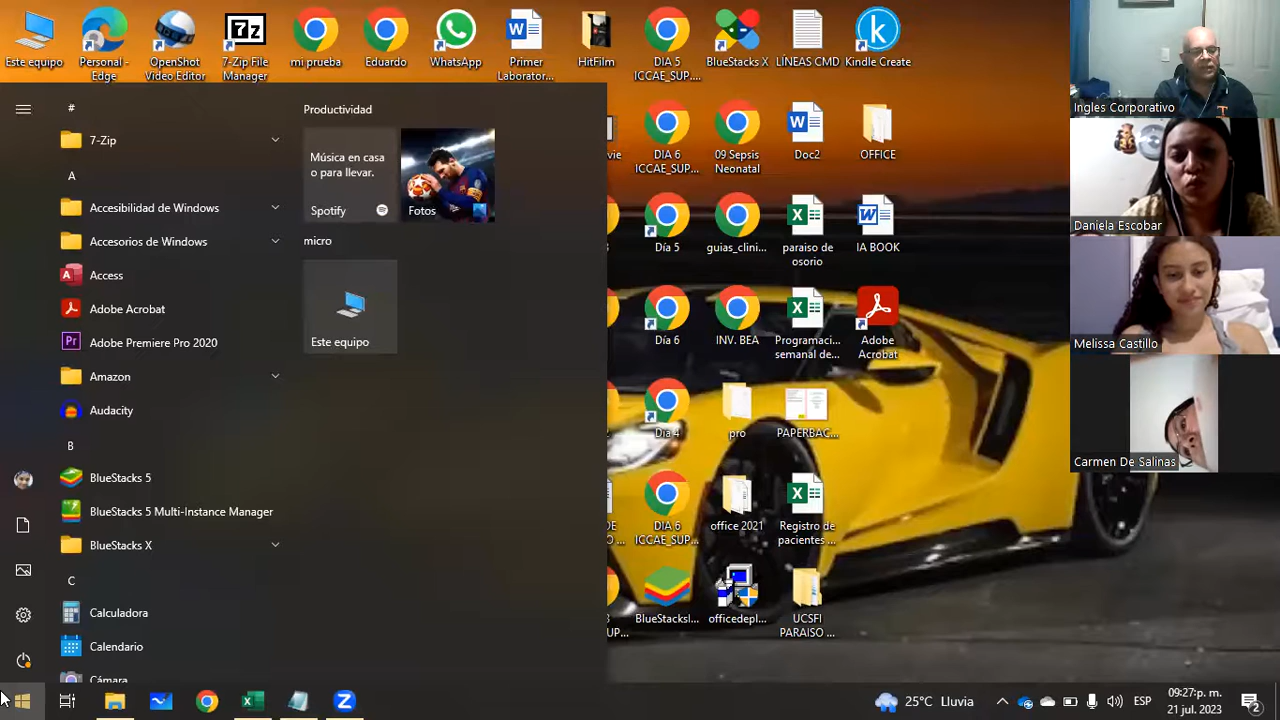 Este equipo
Personal -
Edge
OpenShot
Video Editor
7-Zip File
Manager
mi prueba
Eduardo
WhatsApp
Primer
Laborator...
HitFilm
DIA 5
ICCAE_SUP....
BlueStacks X
LÍNEAS CMD
Kindle Create
DIA 6
ICCAE_SUP...
09 Sepsis
Neonatal
Doc2
OFFICE
Día 5
guias_clini...
paraiso de
osorio
IA BOOK
Día 6
INV. BEA
Programaci...
semanal de...
Adobe
Acrobat
Dia 4
pro
PAPERBAC...
DIA 6
ICCAE_SUP...
office 2021
Registro de
pacientes ...
BlueStacksI...
officedepl...
UCSFI
PARAISO ...
#
7-Zip
A
Accesibilidad de Windows
Accesorios de Windows
Access
Adobe Acrobat
Adobe Premiere Pro 2020
Amazon
Audacity
B
BlueStacks 5
BlueStacks 5 Multi-Instance Manager
BlueStacks X
C
Calculadora
Calendario
Cámara
Productividad
Música en casa
o para llevar.
Spotify
Fotos
micro
Este equipo
Ingles Corporativo
Daniela Escobar
Melissa Castillo
Carmen De Salinas
25°C Lluvia
ESP
09:27p. m.
21 jul. 2023
2